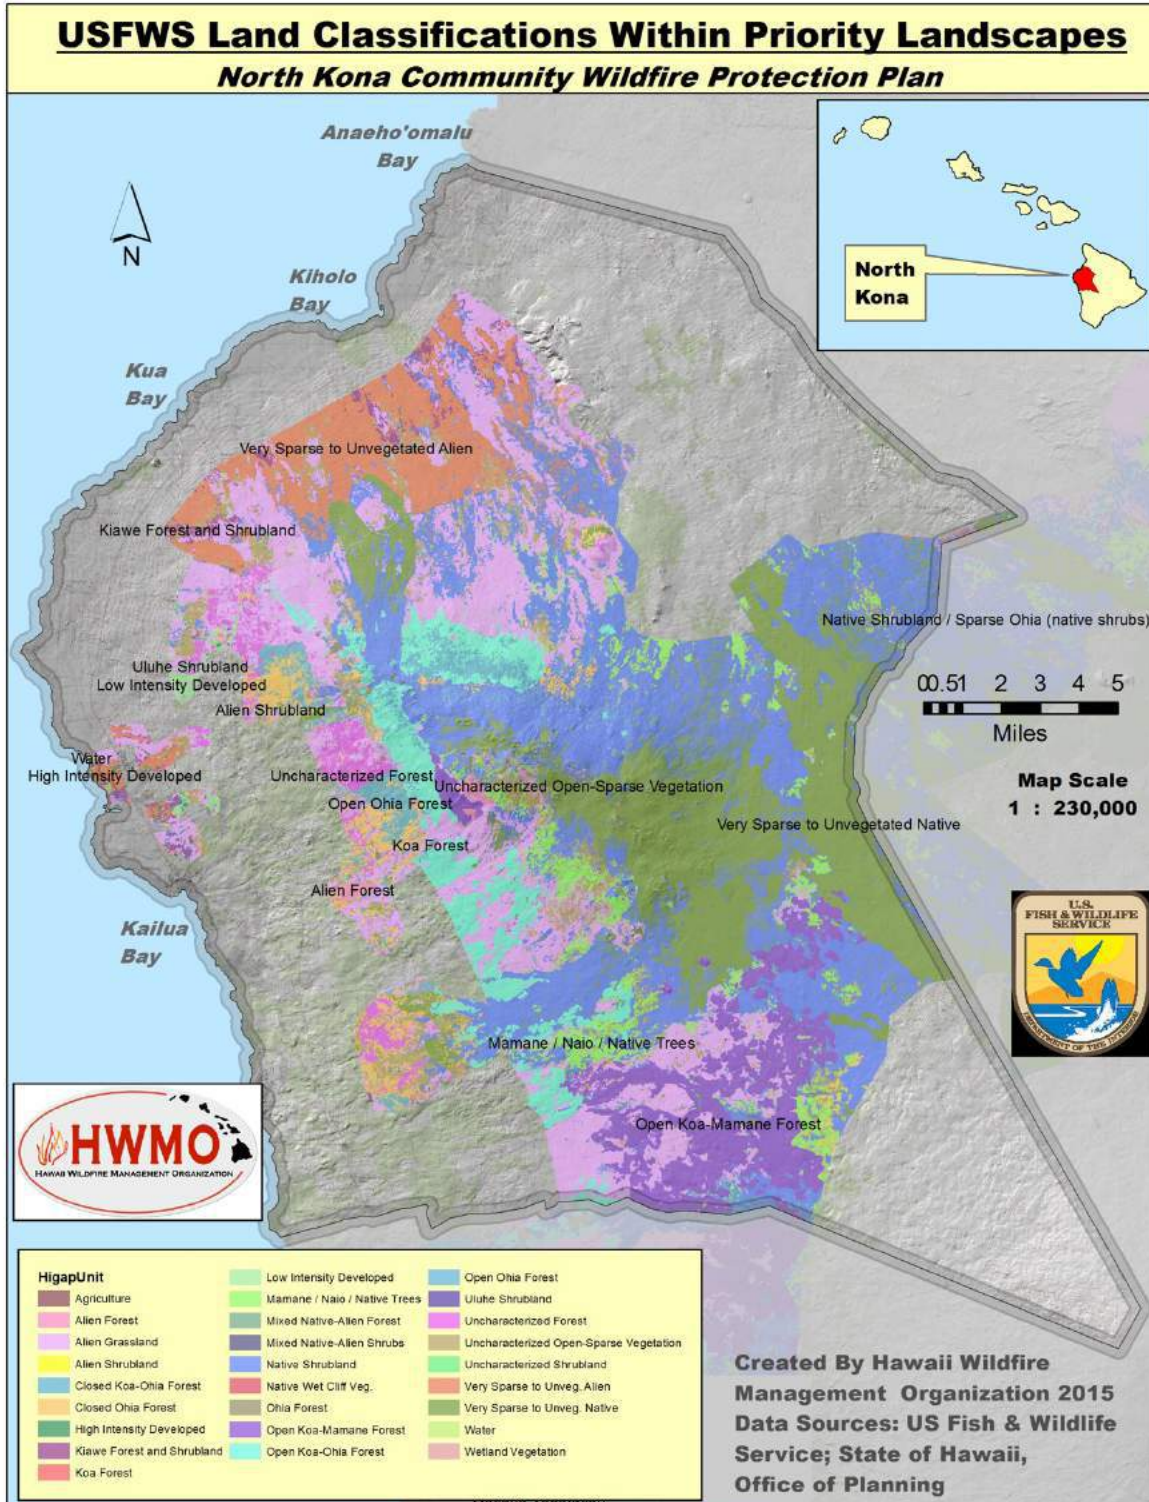 USFWS Land Classifications Within Priority Landscapes
North Kona Community Wildfire Protection Plan
Anaeho'omalu
Bay
N
Kiholo
Bay
North
Kona
Kua
Bay
Very Sparse to Unvegetated Alien
Kiawe Forest and Shrubland
Native Shrubland / Sparse Ohia (native shrubs)
Uluhe Shrubland
Low Intensity Developed
Alien Shrubland
00.51 2 3 4 5
Miles
Water
High Intensity Developed
Uncharacterized Forest
Uncharacterized Open-Sparse Vegetation
Map Scale
1 : 230,000
Open Ohia Forest
Very Sparse to Unvegetated Native
Koa Forest
Alien Forest
Kailua
Bay
U.S.
FISH & WILDLIFE
SERVICE
DEPARTMENT OF THE INTERIOR
Mamane / Naio / Native Trees
Open Koa-Mamane Forest
HWMO
HAWAII WILDFIRE MANAGEMENT ORGANIZATION
HigapUnit
Agriculture
Alien Forest
Alien Grassland
Alien Shrubland
Closed Koa-Ohia Forest
Closed Ohia Forest
High Intensity Developed
Kiawe Forest and Shrubland
Koa Forest
Low Intensity Developed
Mamane / Naio / Native Trees
Mixed Native-Alien Forest
Mixed Native-Alien Shrubs
Native Shrubland
Native Wet Cliff Veg.
Ohia Forest
Open Koa-Mamane Forest
Open Koa-Ohia Forest
Open Ohia Forest
Uluhe Shrubland
Uncharacterized Forest
Uncharacterized Open-Sparse Vegetation
Uncharacterized Shrubland
Very Sparse to Unveg. Alien
Very Sparse to Unveg. Native
Water
Wetland Vegetation
Created By Hawaii Wildfire
Management Organization 2015
Data Sources: US Fish & Wildlife
Service; State of Hawaii,
Office of Planning